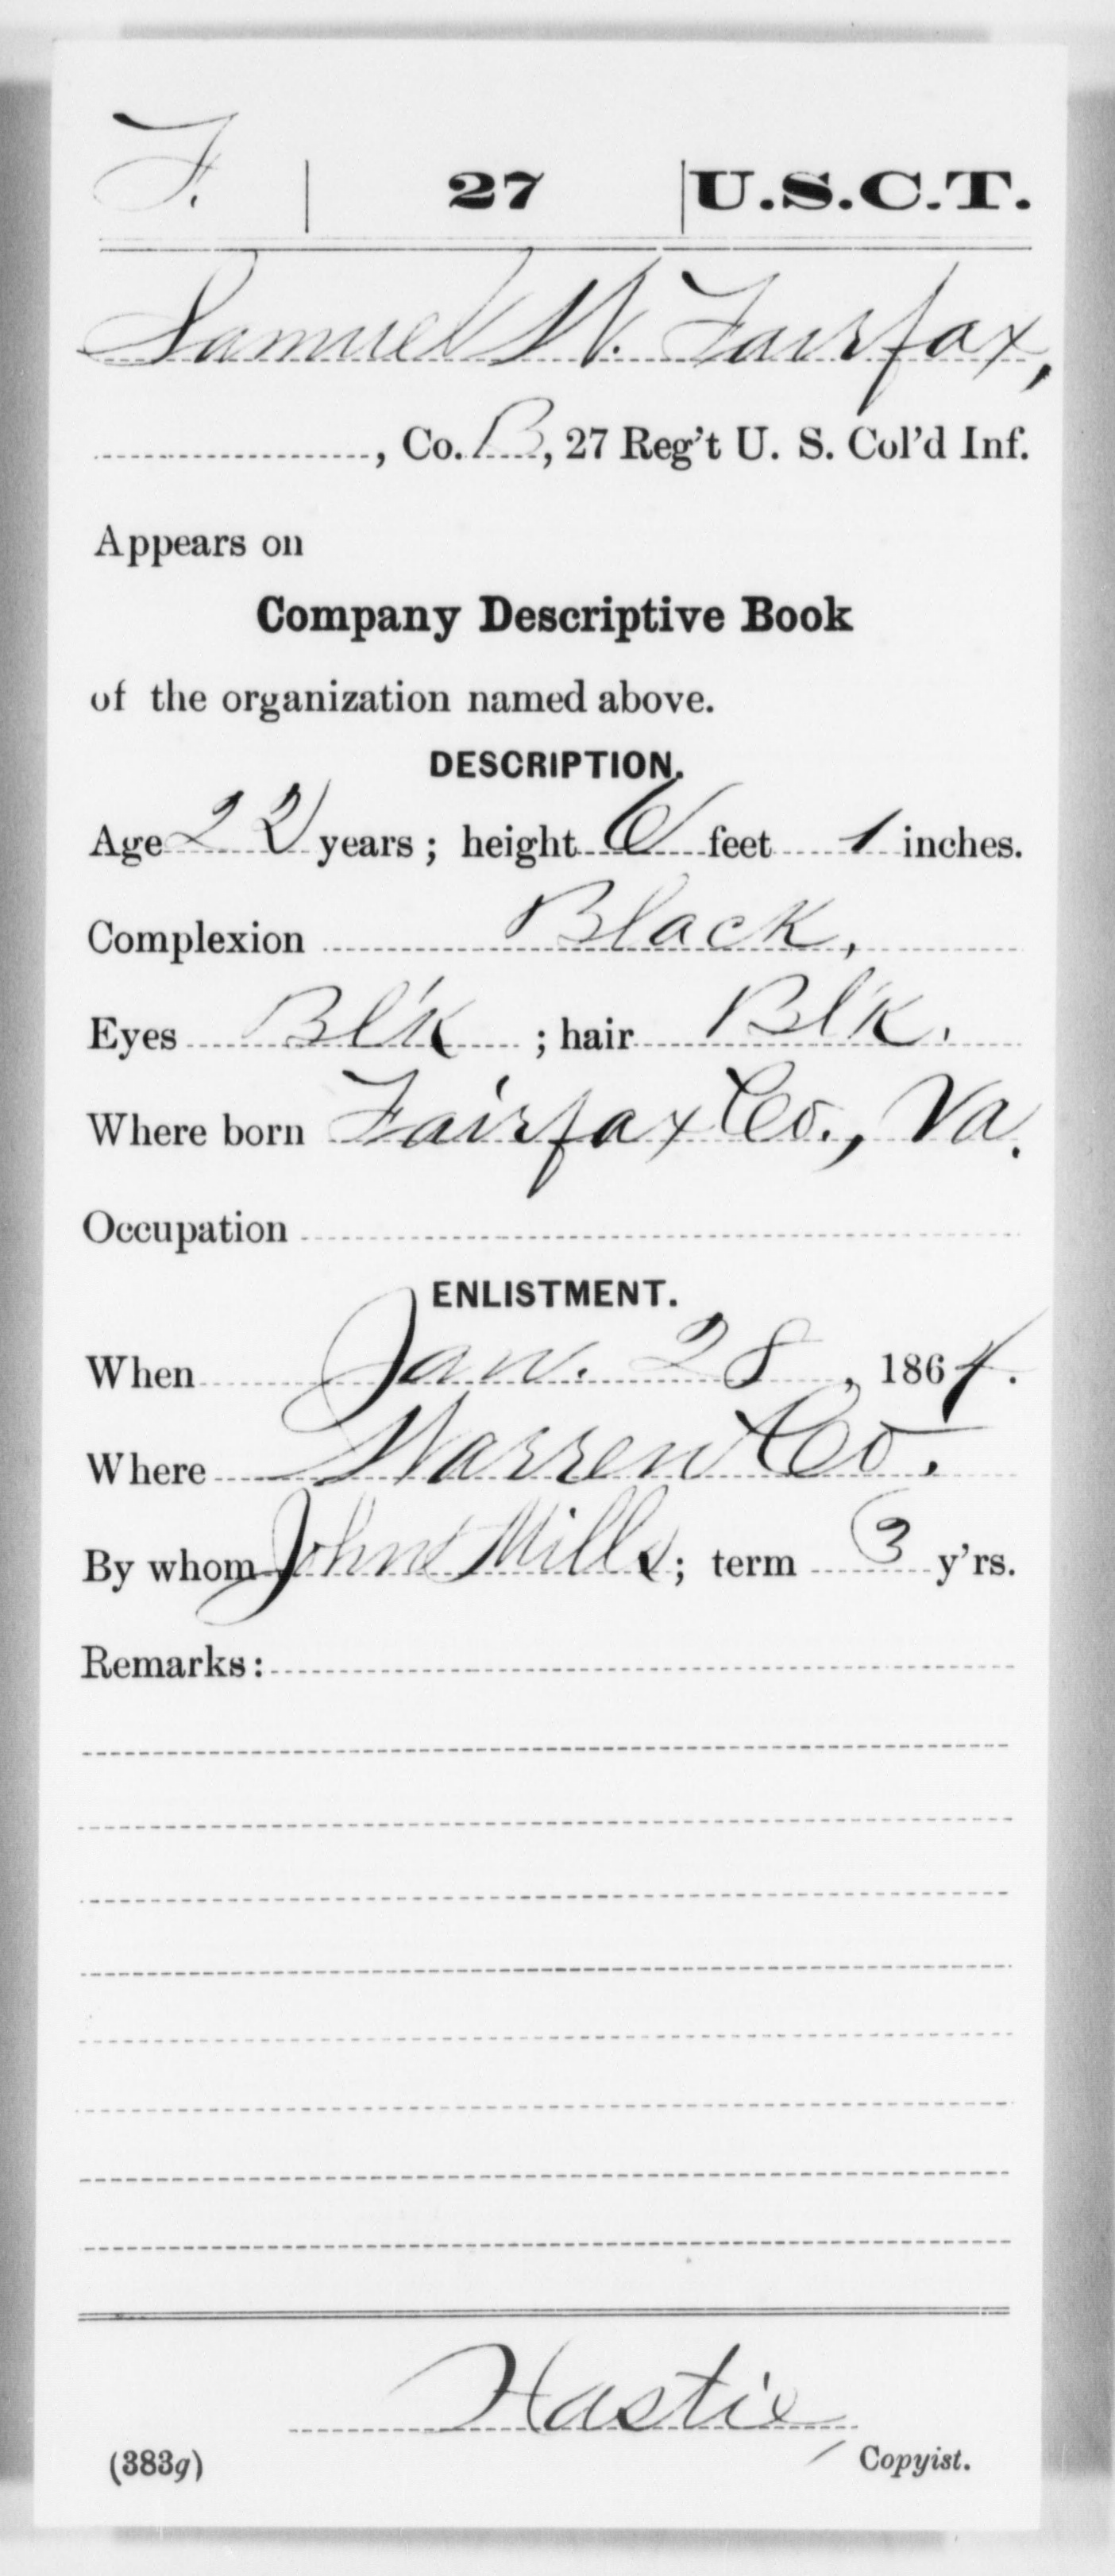 F. | 27 | U.S.C.T.
Samuel W. Fairfax,
, Co. B, 27 Reg't U. S. Col'd Inf.
Appears on
Company Descriptive Book
of the organization named above.
DESCRIPTION.
Age 22 years; height 6 feet 1 inches.
Complexion Black,
Eyes Bl'k ; hair Bl'k.
Where born Fairfax Co., Va.
Occupation
ENLISTMENT.
When Jan. 28, 1864.
Where Warren Co.
By whom John Mills; term 3 y'rs.
Remarks:
Hastie,
(383g) Copyist.